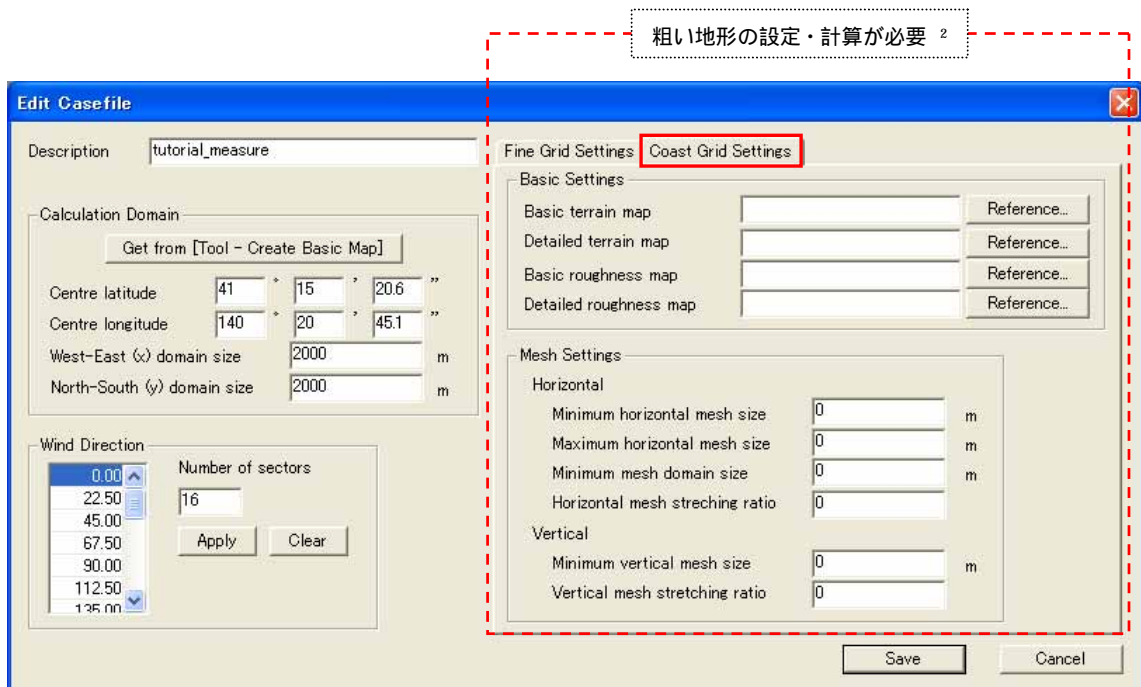 粗い地形の設定・計算が必要 ²
Edit Casefile
Description tutorial_measure
Calculation Domain
Get from [Tool - Create Basic Map]
Centre latitude 41 ° 15 ' 20.6 "
Centre longitude 140 ° 20 ' 45.1 "
West-East (x) domain size 2000 m
North-South (y) domain size 2000 m
Wind Direction
0.00
22.50
45.00
67.50
90.00
112.50
135.00
Number of sectors
16
Apply Clear
Fine Grid Settings Coast Grid Settings
Basic Settings
Basic terrain map Reference...
Detailed terrain map Reference...
Basic roughness map Reference...
Detailed roughness map Reference...
Mesh Settings
Horizontal
Minimum horizontal mesh size 0 m
Maximum horizontal mesh size 0 m
Minimum mesh domain size 0 m
Horizontal mesh streching ratio 0
Vertical
Minimum vertical mesh size 0 m
Vertical mesh stretching ratio 0
Save Cancel